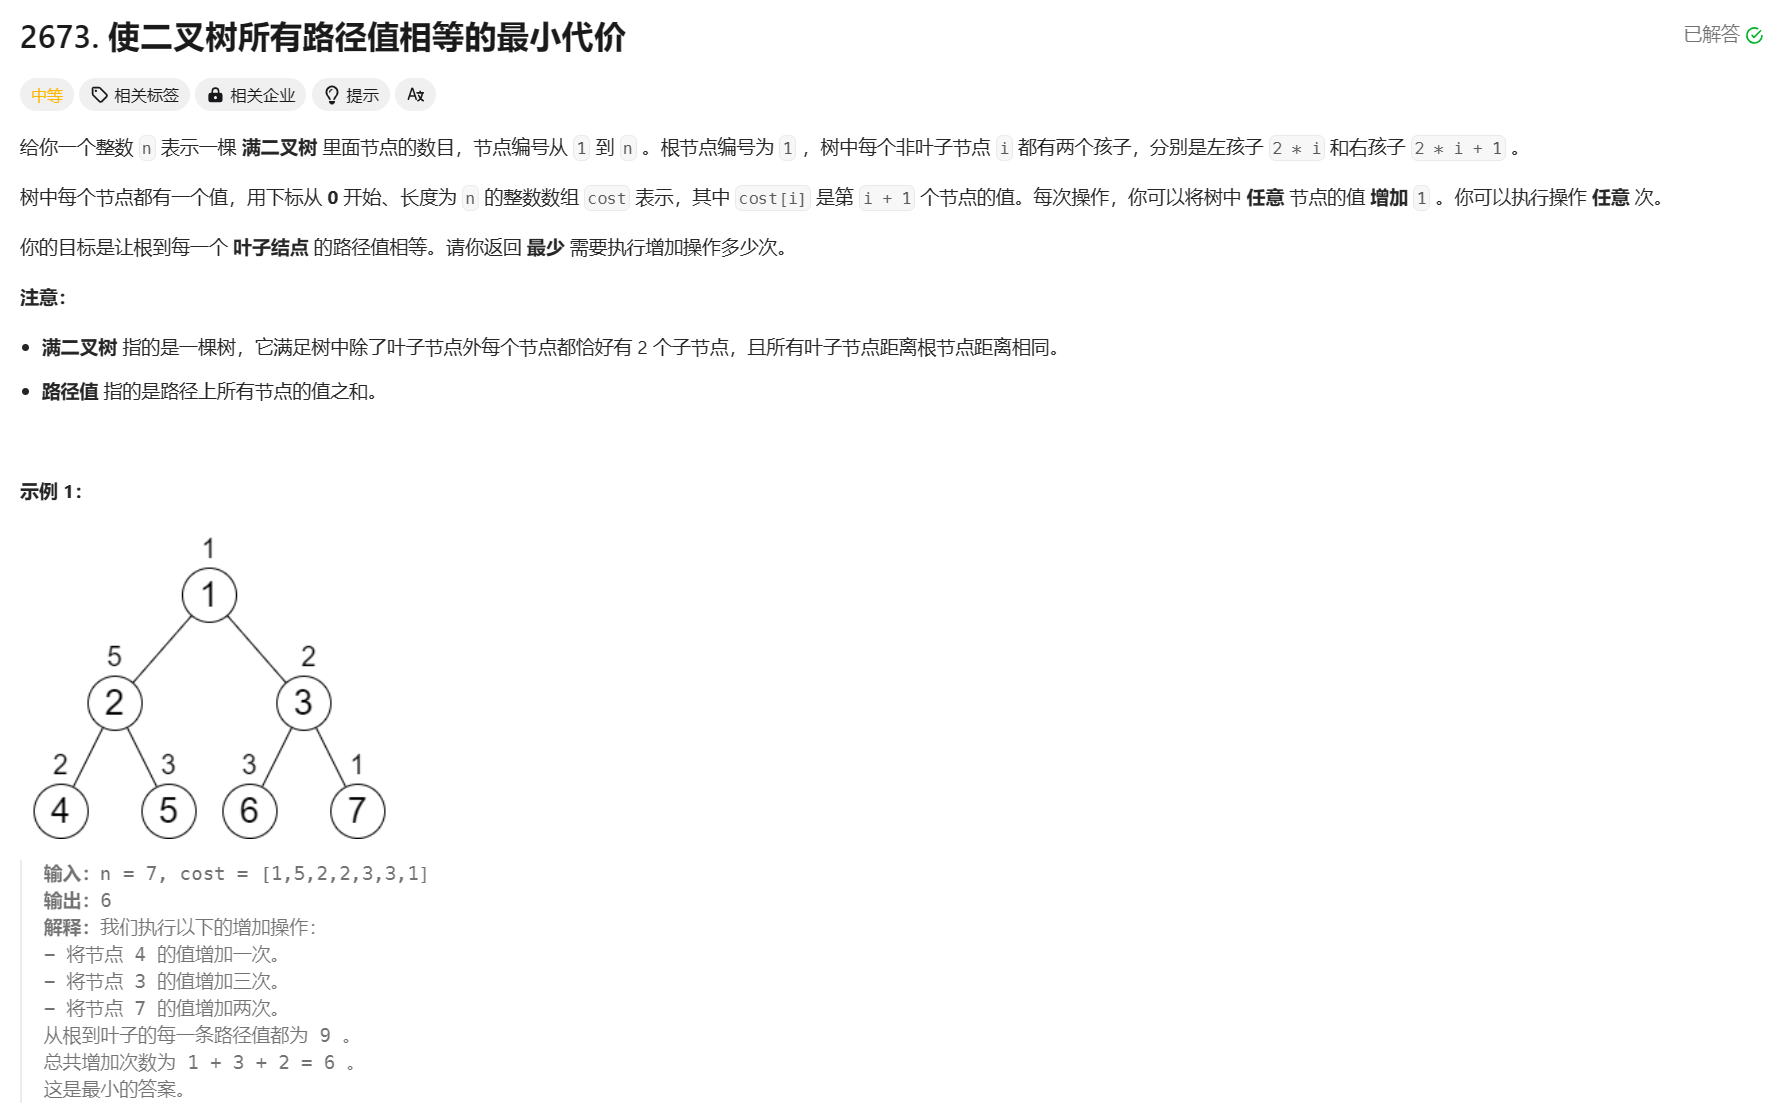 2673. 使二叉树所有路径值相等的最小代价
已解答
中等 相关标签 相关企业 提示 A文
给你一个整数 n 表示一棵 满二叉树 里面节点的数目，节点编号从 1 到 n 。根节点编号为 1 ，树中每个非叶子节点 i 都有两个孩子，分别是左孩子 2 * i 和右孩子 2 * i + 1 。
树中每个节点都有一个值，用下标从 0 开始、长度为 n 的整数数组 cost 表示，其中 cost[i] 是第 i + 1 个节点的值。每次操作，你可以将树中 任意 节点的值 增加 1 。你可以执行操作 任意 次。
你的目标是让根到每一个 叶子结点 的路径值相等。请你返回 最少 需要执行增加操作多少次。
注意：
• 满二叉树 指的是一棵树，它满足树中除了叶子节点外每个节点都恰好有 2 个子节点，且所有叶子节点距离根节点距离相同。
• 路径值 指的是路径上所有节点的值之和。
示例 1：
1
1
5 2
2 3
2 3 3 1
4 5 6 7
输入：n = 7, cost = [1,5,2,2,3,3,1]
输出：6
解释：我们执行以下的增加操作：
- 将节点 4 的值增加一次。
- 将节点 3 的值增加三次。
- 将节点 7 的值增加两次。
从根到叶子的每一条路径值都为 9 。
总共增加次数为 1 + 3 + 2 = 6 。
这是最小的答案。